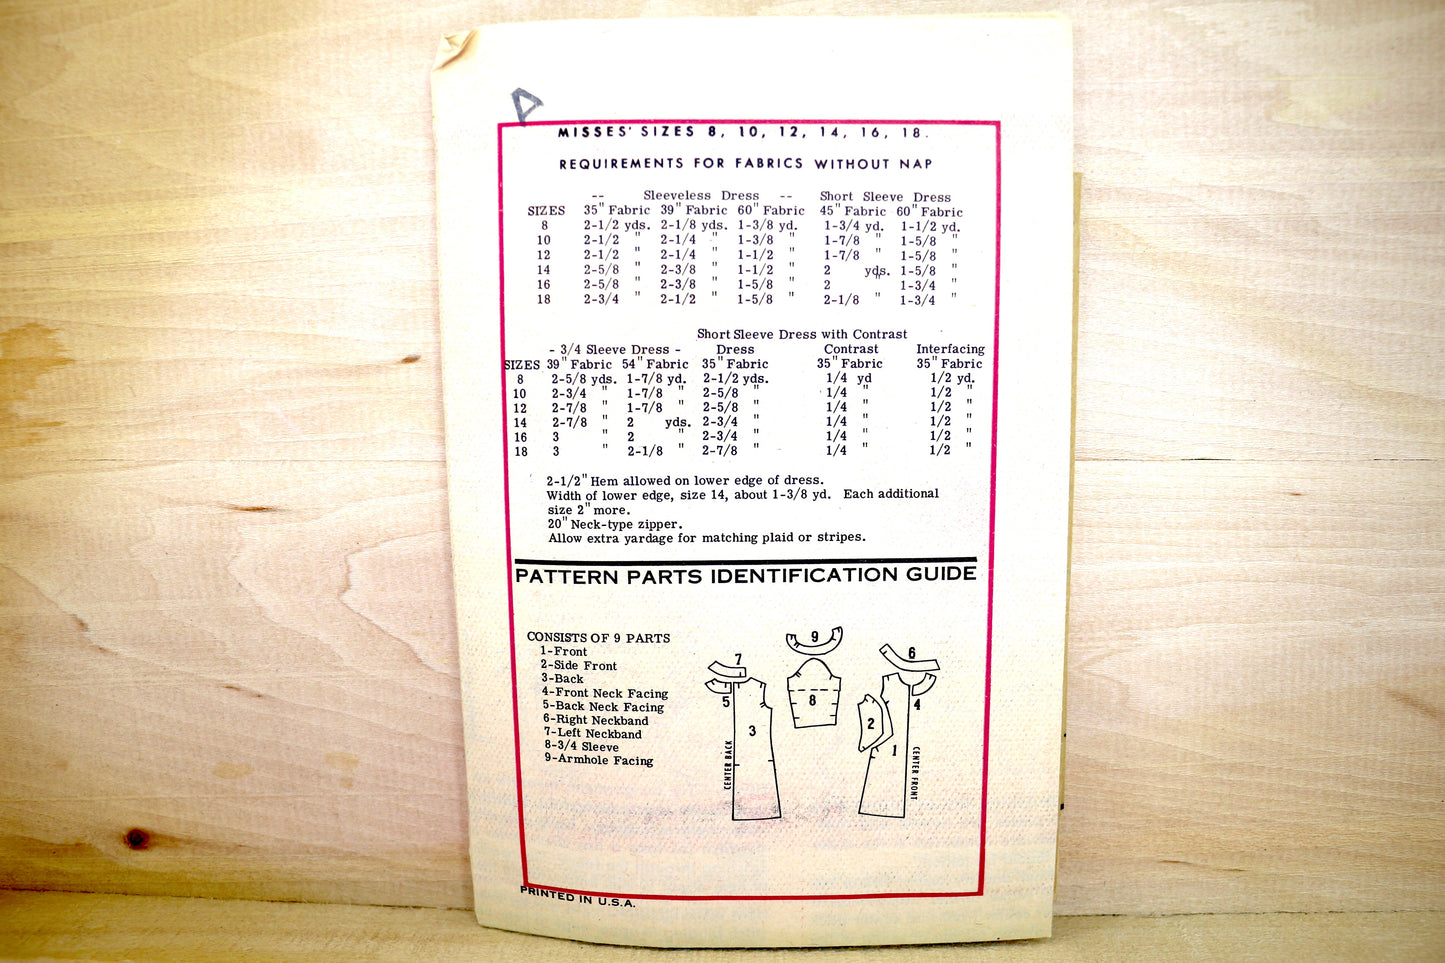 A
MISSES' SIZES 8, 10, 12, 14, 16, 18.
REQUIREMENTS FOR FABRICS WITHOUT NAP
-- Sleeveless Dress -- Short Sleeve Dress
SIZES 35" Fabric 39" Fabric 60" Fabric 45" Fabric 60" Fabric
8 2-1/2 yds. 2-1/8 yds. 1-3/8 yd. 1-3/4 yd. 1-1/2 yd.
10 2-1/2 " 2-1/4 " 1-3/8 " 1-7/8 " 1-5/8 "
12 2-1/2 " 2-1/4 " 1-1/2 " 1-7/8 " 1-5/8 "
14 2-5/8 " 2-3/8 " 1-1/2 " 2 yds. 1-5/8 "
16 2-5/8 " 2-3/8 " 1-5/8 " 2 " 1-3/4 "
18 2-3/4 " 2-1/2 " 1-5/8 " 2-1/8 " 1-3/4 "
Short Sleeve Dress with Contrast
- 3/4 Sleeve Dress - Dress Contrast Interfacing
SIZES 39" Fabric 54" Fabric 35" Fabric 35" Fabric 35" Fabric
8 2-5/8 yds. 1-7/8 yd. 2-1/2 yds. 1/4 yd 1/2 yd.
10 2-3/4 " 1-7/8 " 2-5/8 " 1/4 " 1/2 "
12 2-7/8 " 1-7/8 " 2-5/8 " 1/4 " 1/2 "
14 2-7/8 " 2 yds. 2-3/4 " 1/4 " 1/2 "
16 3 " 2 " 2-3/4 " 1/4 " 1/2 "
18 3 " 2-1/8 " 2-7/8 " 1/4 " 1/2 "
2-1/2" Hem allowed on lower edge of dress.
Width of lower edge, size 14, about 1-3/8 yd. Each additional
size 2" more.
20" Neck-type zipper.
Allow extra yardage for matching plaid or stripes.
PATTERN PARTS IDENTIFICATION GUIDE
CONSISTS OF 9 PARTS
1-Front
2-Side Front
3-Back
4-Front Neck Facing
5-Back Neck Facing
6-Right Neckband
7-Left Neckband
8-3/4 Sleeve
9-Armhole Facing
9
7
6
5
8
4
2
3
1
CENTER BACK
CENTER FRONT
PRINTED IN U.S.A.